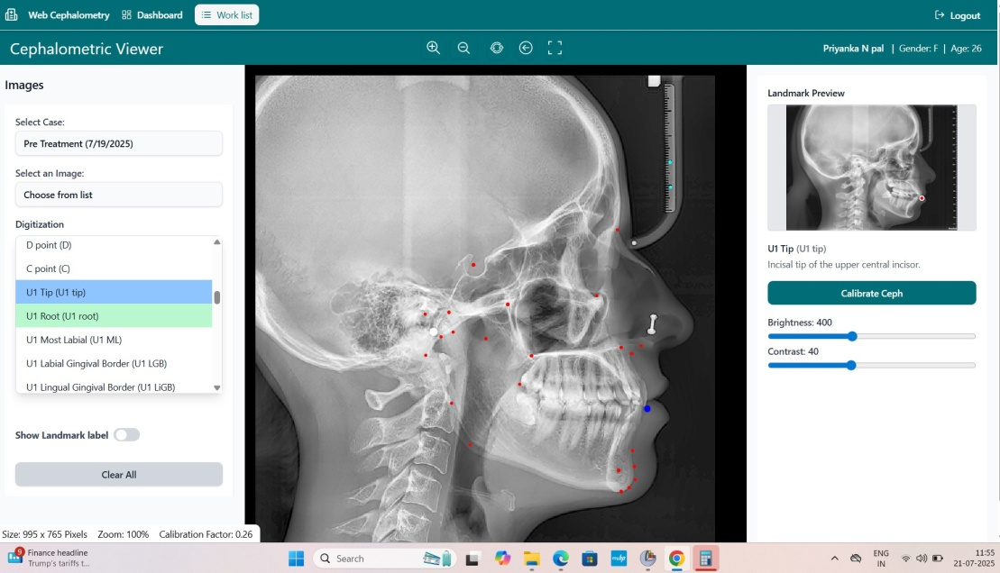 Web Cephalometry Dashboard Work list Logout
Cephalometric Viewer Priyanka N pal | Gender: F | Age: 26
Images
Select Case:
Pre Treatment (7/19/2025)
Select an Image:
Choose from list
Digitization
D point (D)
C point (C)
U1 Tip (U1 tip)
U1 Root (U1 root)
U1 Most Labial (U1 ML)
U1 Labial Gingival Border (U1 LGB)
U1 Lingual Gingival Border (U1 LiGB)
Show Landmark label
Clear All
Size: 995 x 765 Pixels Zoom: 100% Calibration Factor: 0.26
Landmark Preview
U1 Tip (U1 tip)
Incisal tip of the upper central incisor.
Calibrate Ceph
Brightness: 400
Contrast: 40
9
Finance headline
Trump's tariffs t...
Search
ENG
IN
11:55
21-07-2025